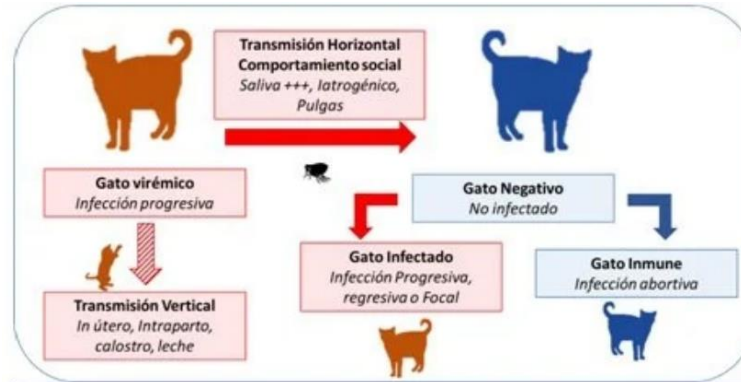 Transmisión Horizontal
Comportamiento social
Saliva +++, Iatrogénico,
Pulgas
Gato virémico
Infección progresiva
Gato Negativo
No infectado
Gato Infectado
Infección Progresiva,
regresiva o Focal
Gato Inmune
Infección abortiva
Transmisión Vertical
In útero, Intraparto,
calostro, leche